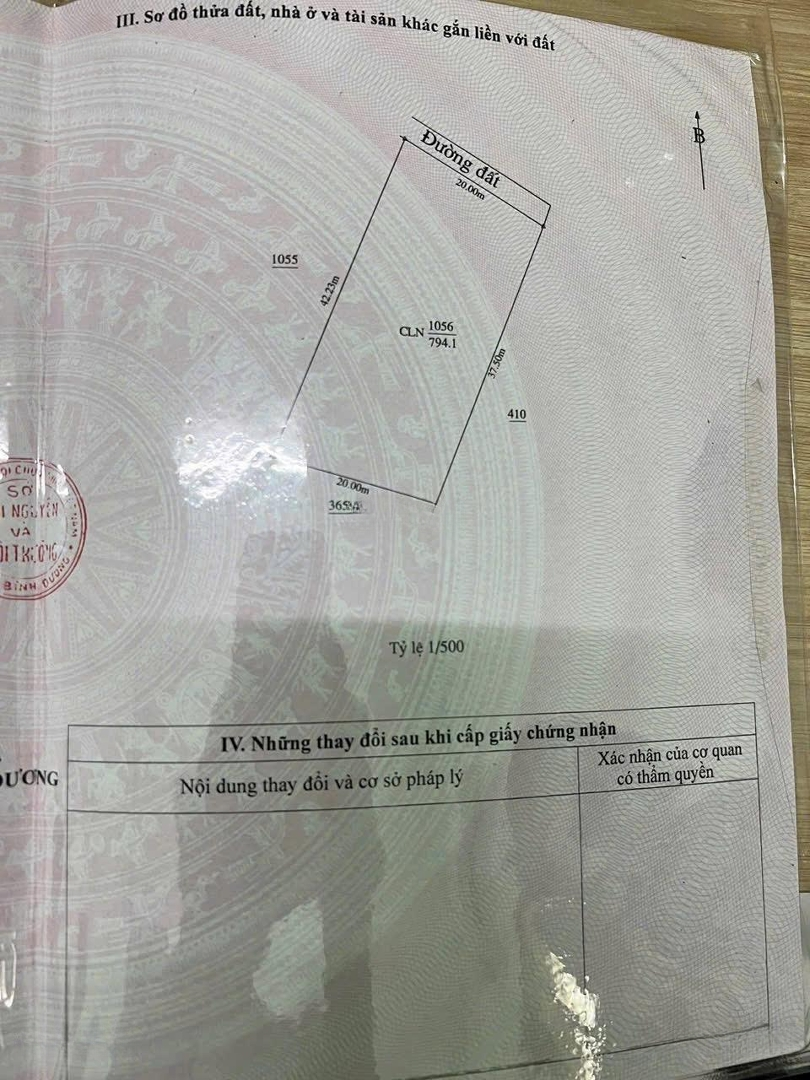 III. Sơ đồ thửa đất, nhà ở và tài sản khác gắn liền với đất
B
Đường đất
20.00m
1055
42.23m
CLN 1056
794.1
37.50m
410
20.00m
SỞ
VÀ
BÌNH DƯƠNG
Tỷ lệ 1/500
IV. Những thay đổi sau khi cấp giấy chứng nhận
Nội dung thay đổi và cơ sở pháp lý
Xác nhận của cơ quan
có thẩm quyền